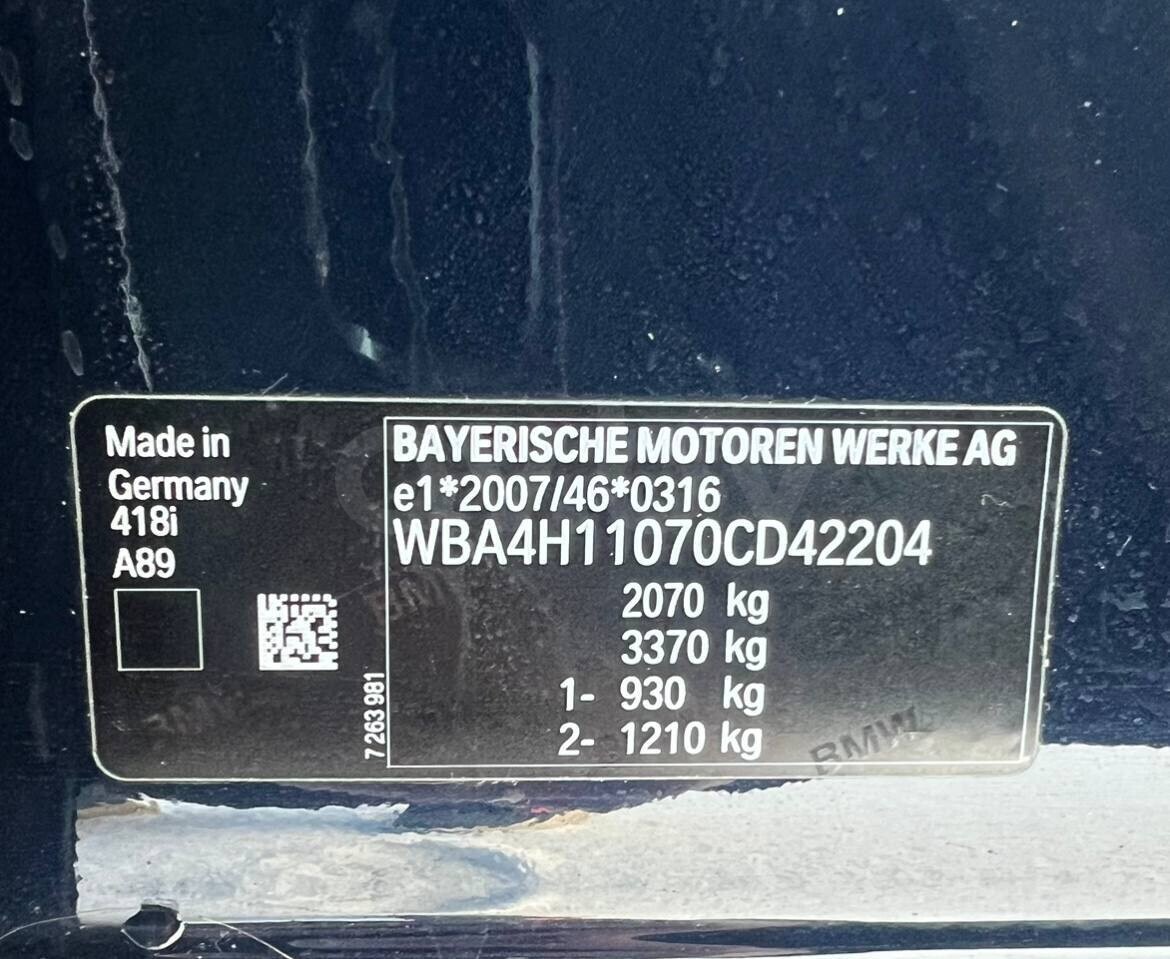 Made in
Germany
418i
A89
7 263 981
BAYERISCHE MOTOREN WERKE AG
e1*2007/46*0316
WBA4H11070CD42204
2070 kg
3370 kg
1- 930 kg
2- 1210 kg
BMW